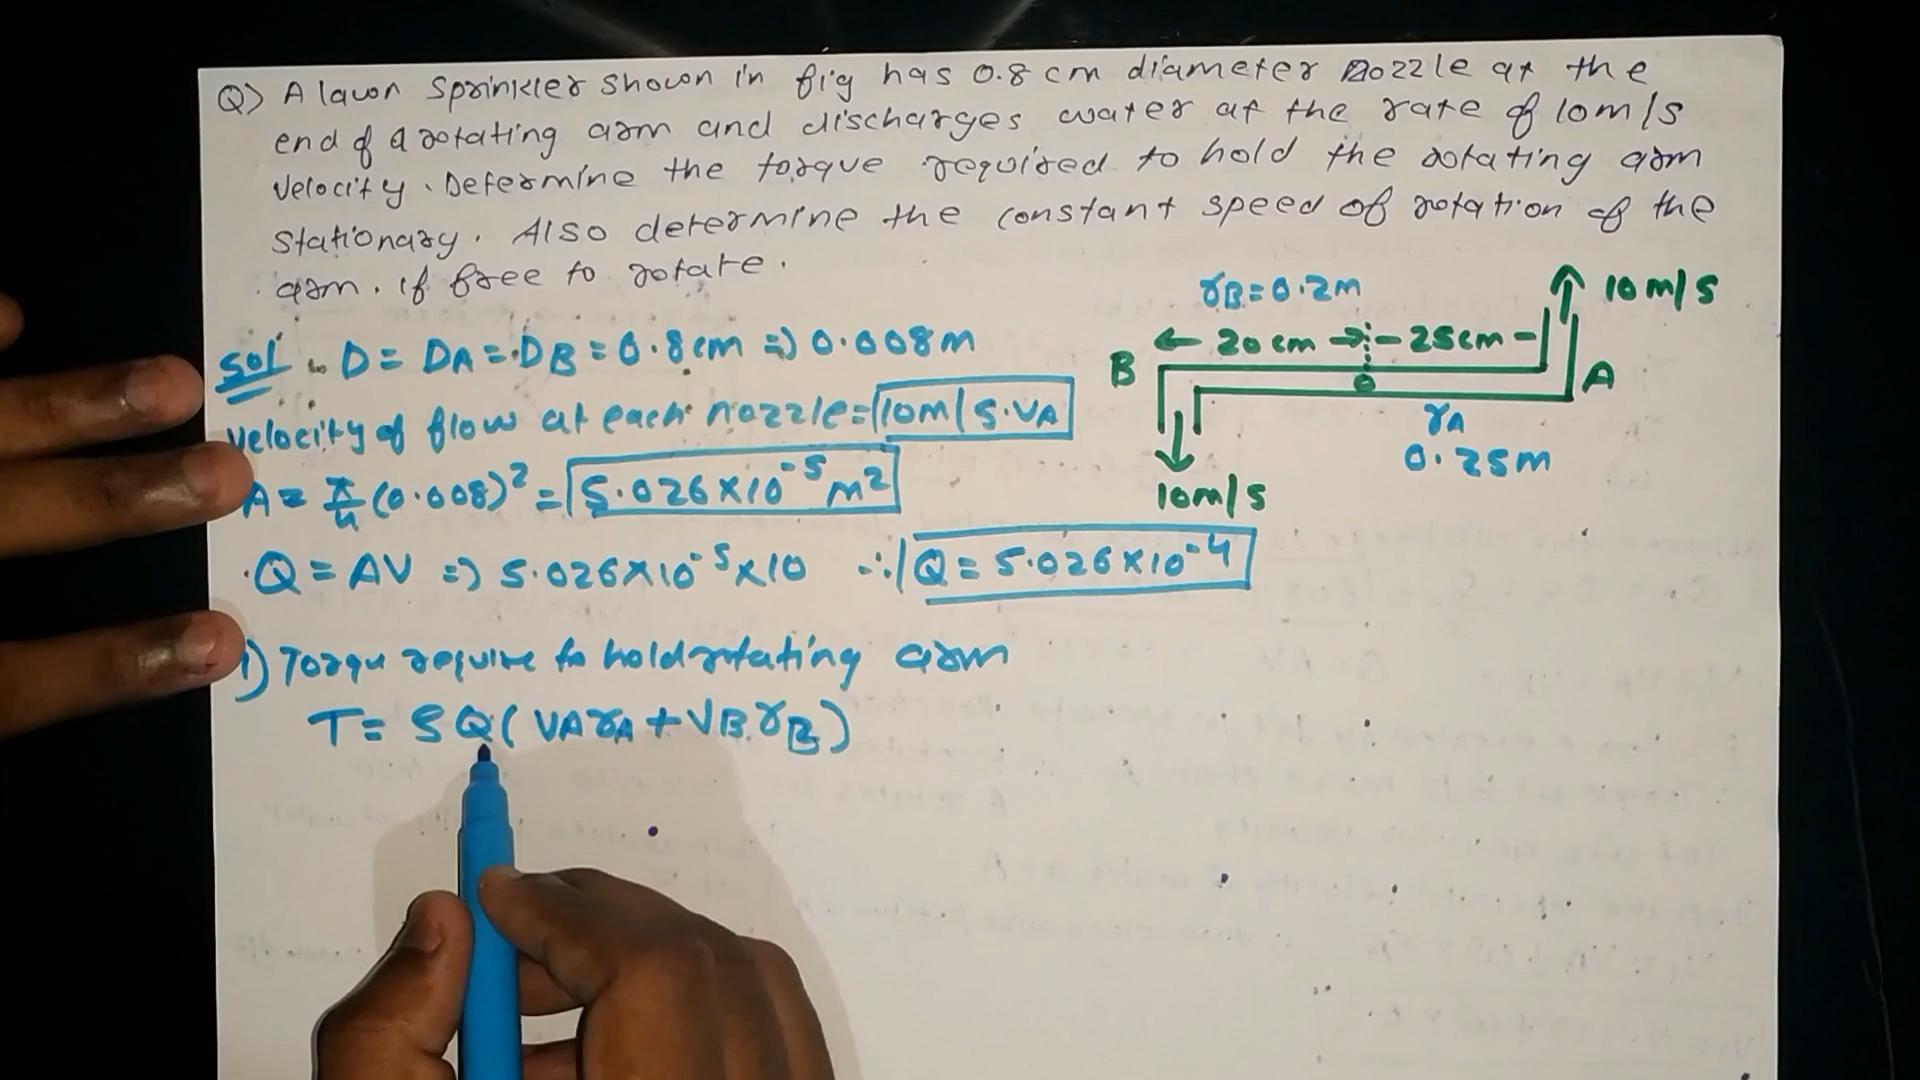 Q) A lawn sprinkler shown in fig has 0.8 cm diameter nozzle at the
end of a rotating arm and discharges water at the rate of 10m/s
velocity. Determine the torque required to hold the rotating arm
stationary. Also determine the constant speed of rotation of the
arm, if free to rotate.
rB = 0.2m
10m/s
20 cm
25cm
B
A
O
rA
0.25m
10m/s
Sol
D = DA = DB = 0.8cm => 0.008m
velocity of flow at each nozzle = 10m/s.VA
A = π/4 (0.008)² = 5.026×10⁻⁵ m²
Q = AV => 5.026×10⁻⁵×10 ∴ Q = 5.026×10⁻⁴
1) Torque require to hold rotating arm
T = ρQ(VArA + VBrB)